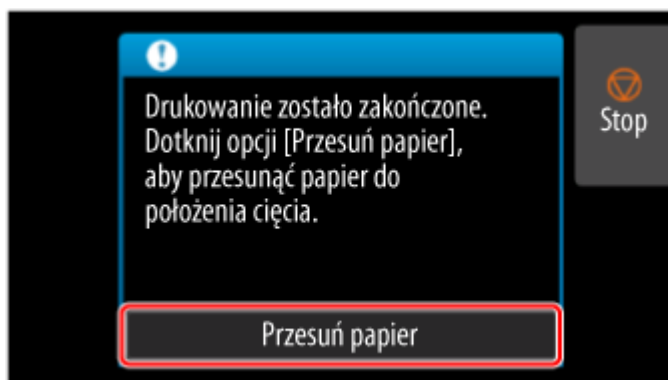 Drukowanie zostało zakończone.
Dotknij opcji [Przesuń papier],
aby przesunąć papier do
położenia cięcia.
Stop
Przesuń papier